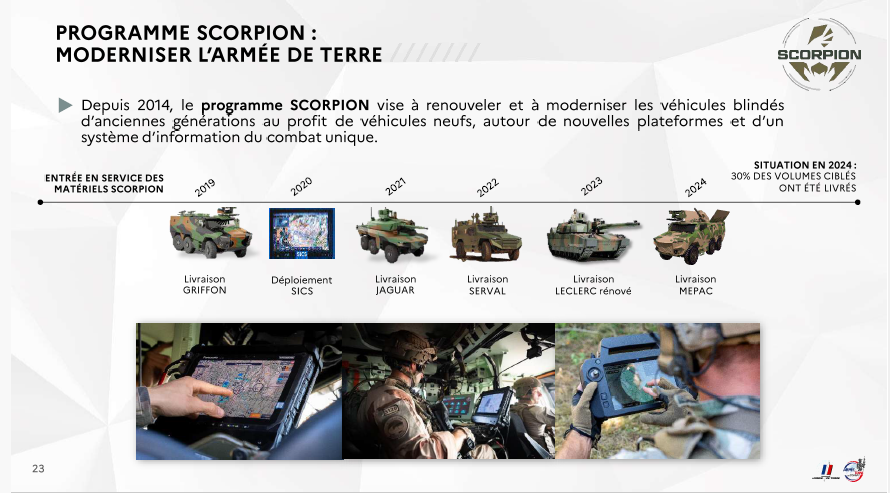 PROGRAMME SCORPION :
MODERNISER L'ARMÉE DE TERRE
SCORPION
Depuis 2014, le programme SCORPION vise à renouveler et à moderniser les véhicules blindés
d'anciennes générations au profit de véhicules neufs, autour de nouvelles plateformes et d'un
système d'information du combat unique.
ENTRÉE EN SERVICE DES
MATÉRIELS SCORPION
SITUATION EN 2024 :
30% DES VOLUMES CIBLÉS
ONT ÉTÉ LIVRÉS
2019
2020
2021
2022
2023
2024
SICS
Livraison
GRIFFON
Déploiement
SICS
Livraison
JAGUAR
Livraison
SERVAL
Livraison
LECLERC rénové
Livraison
MEPAC
23